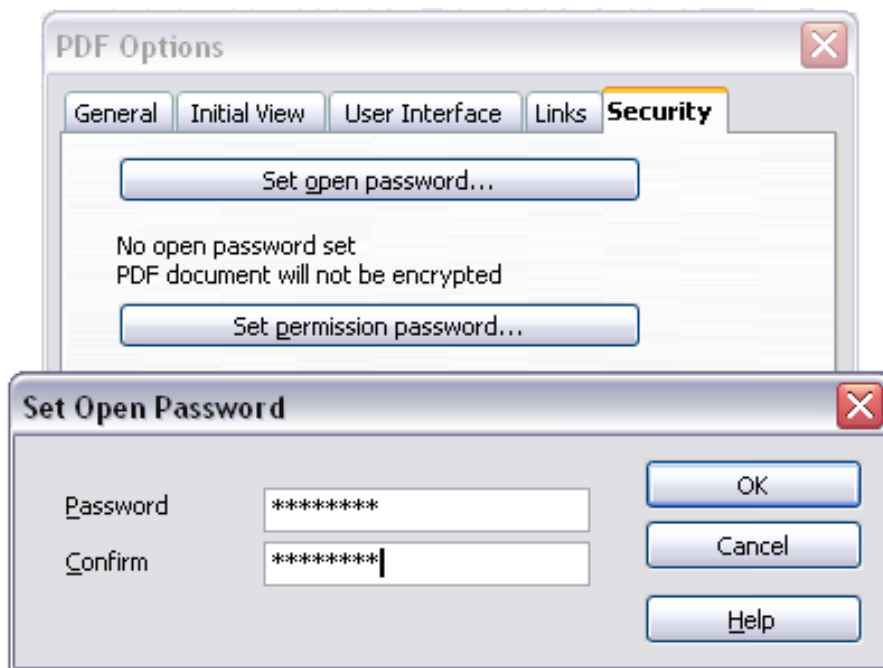 PDF Options
General Initial View User Interface Links Security
Set open password...
No open password set
PDF document will not be encrypted
Set permission password...
Set Open Password
Password ********
OK
Confirm ********
Cancel
Help